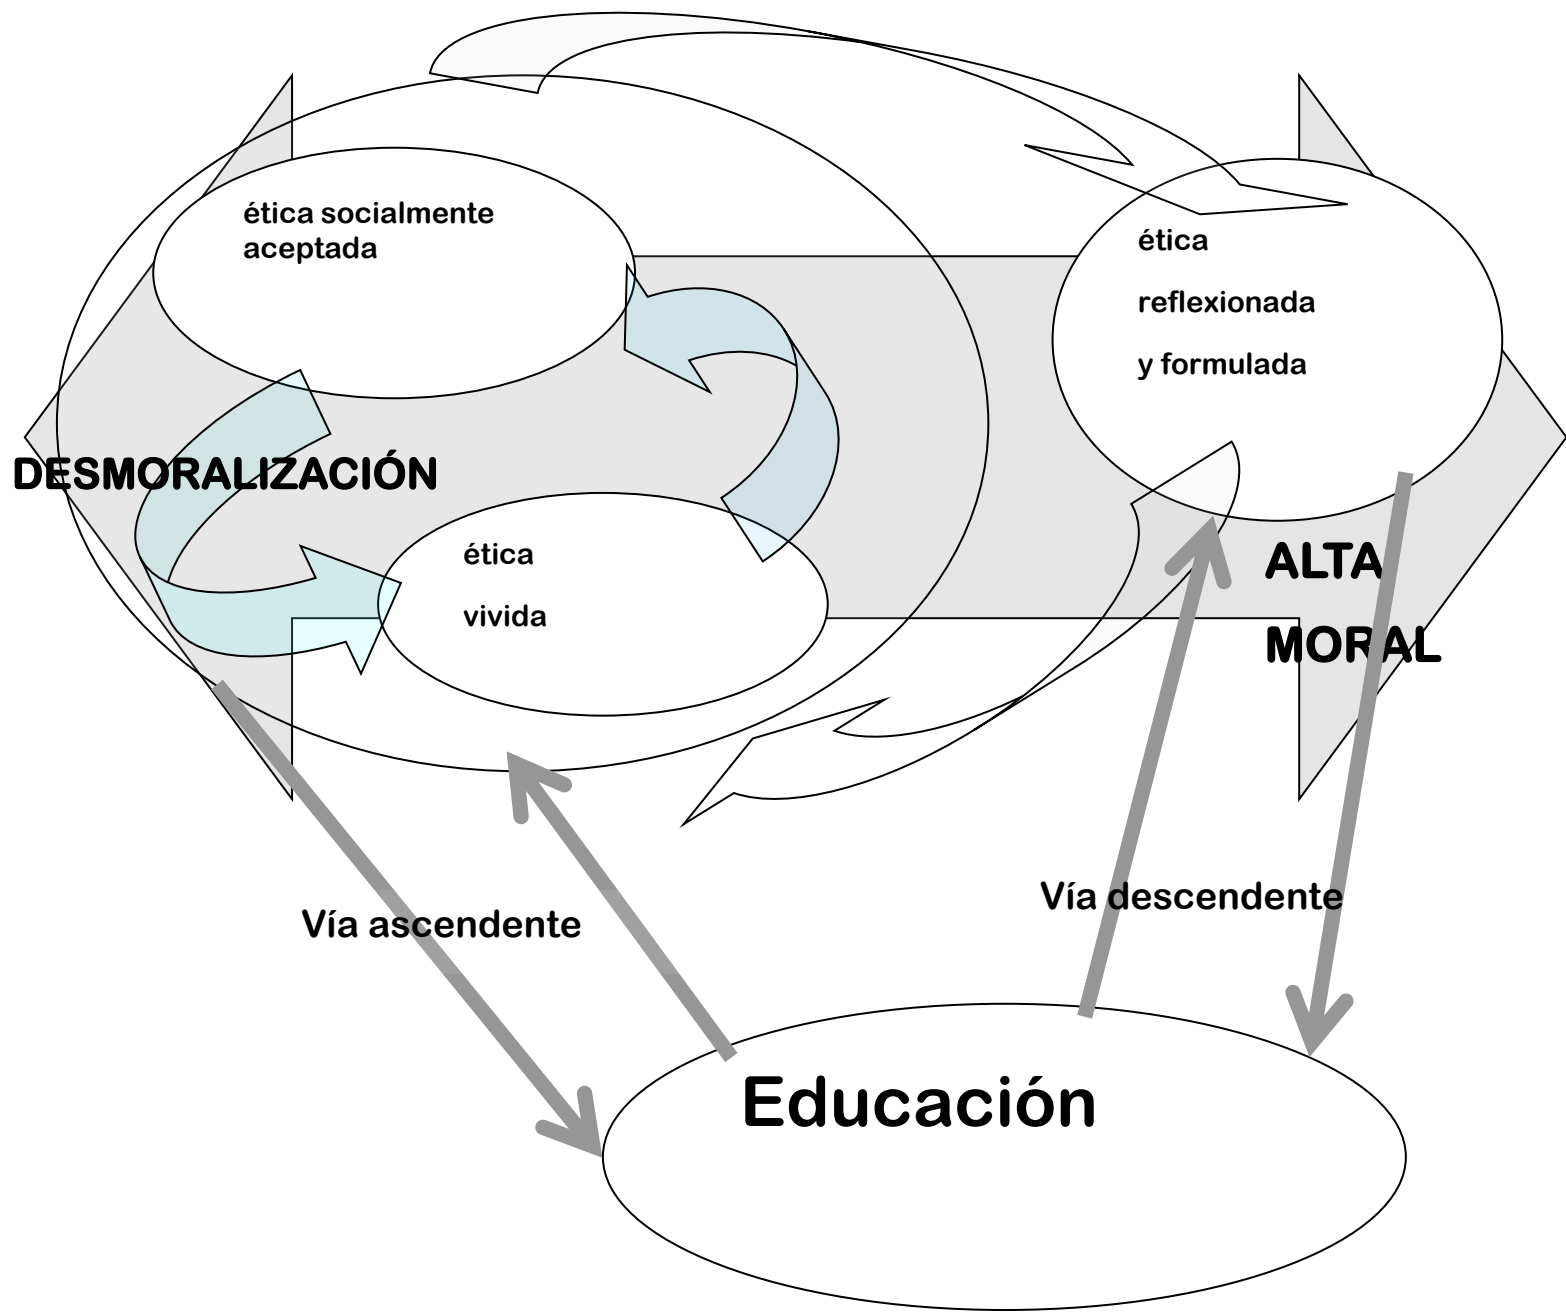 ética socialmente
aceptada
ética
reflexionada
y formulada
DESMORALIZACIÓN
ética
vivida
ALTA
MORAL
Vía ascendente
Vía descendente
Educación